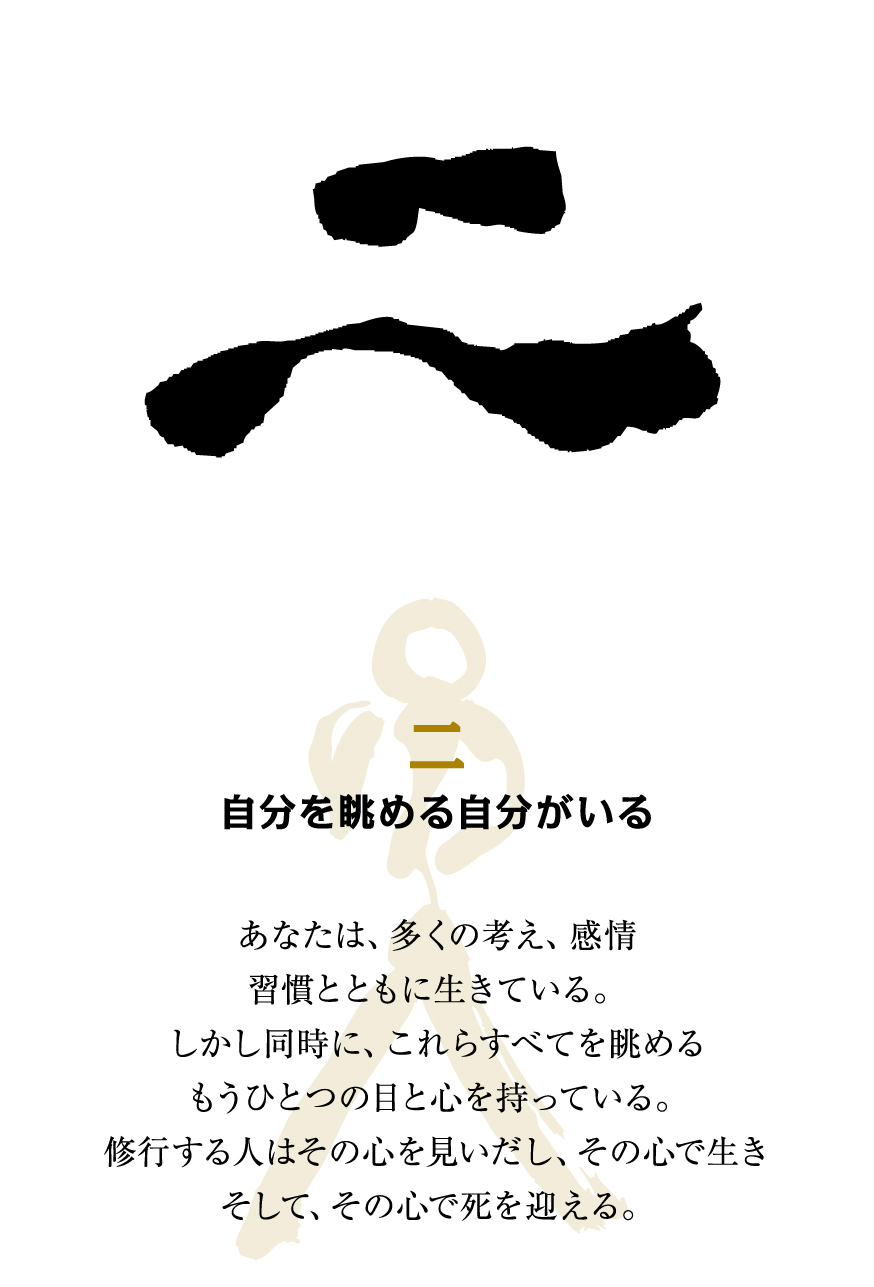 二
二
自分を眺める自分がいる
あなたは、多くの考え、感情
習慣とともに生きている。
しかし同時に、これらすべてを眺める
もうひとつの目と心を持っている。
修行する人はその心を見いだし、その心で生き
そして、その心で死を迎える。